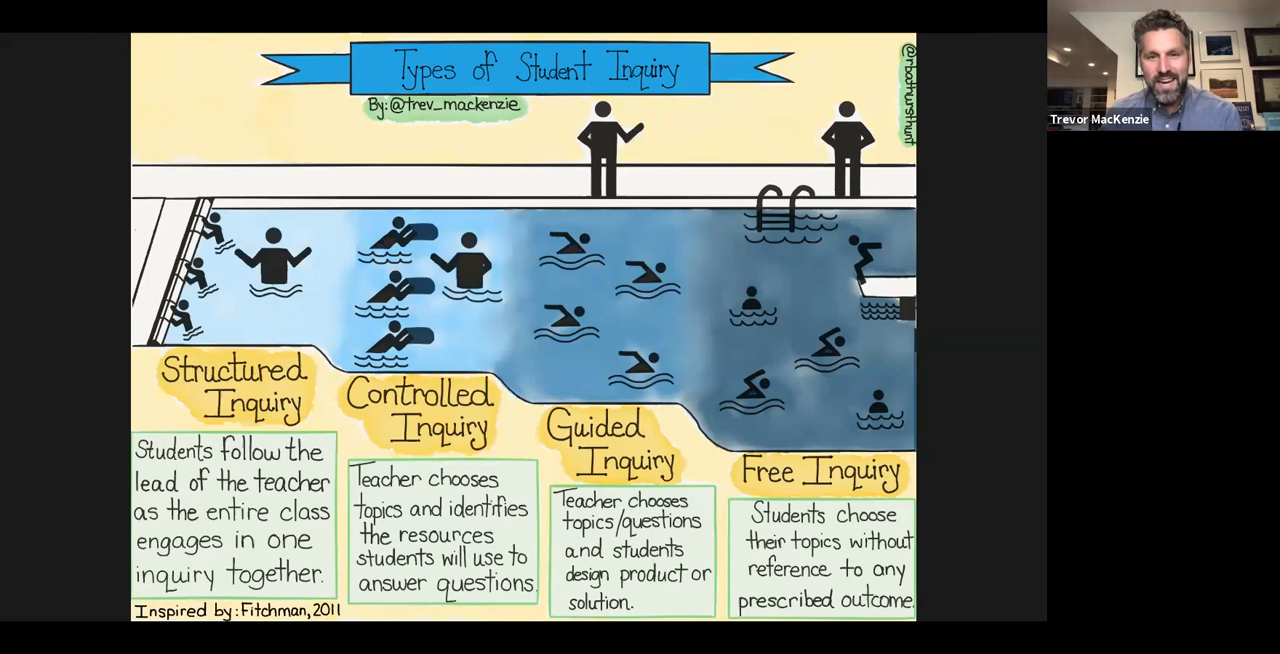 Types of Student Inquiry
By: @trev_mackenzie
@rbathursthunt
Trevor MacKenzie
Structured
Inquiry
Students follow the
lead of the teacher
as the entire class
engages in one
inquiry together.
Inspired by: Fitchman, 2011
Controlled
Inquiry
Teacher chooses
topics and identifies
the resources
students will use to
answer questions.
Guided
Inquiry
Teacher chooses
topics/questions
and students
design product or
solution.
Free Inquiry
Students choose
their topics without
reference to any
prescribed outcome.